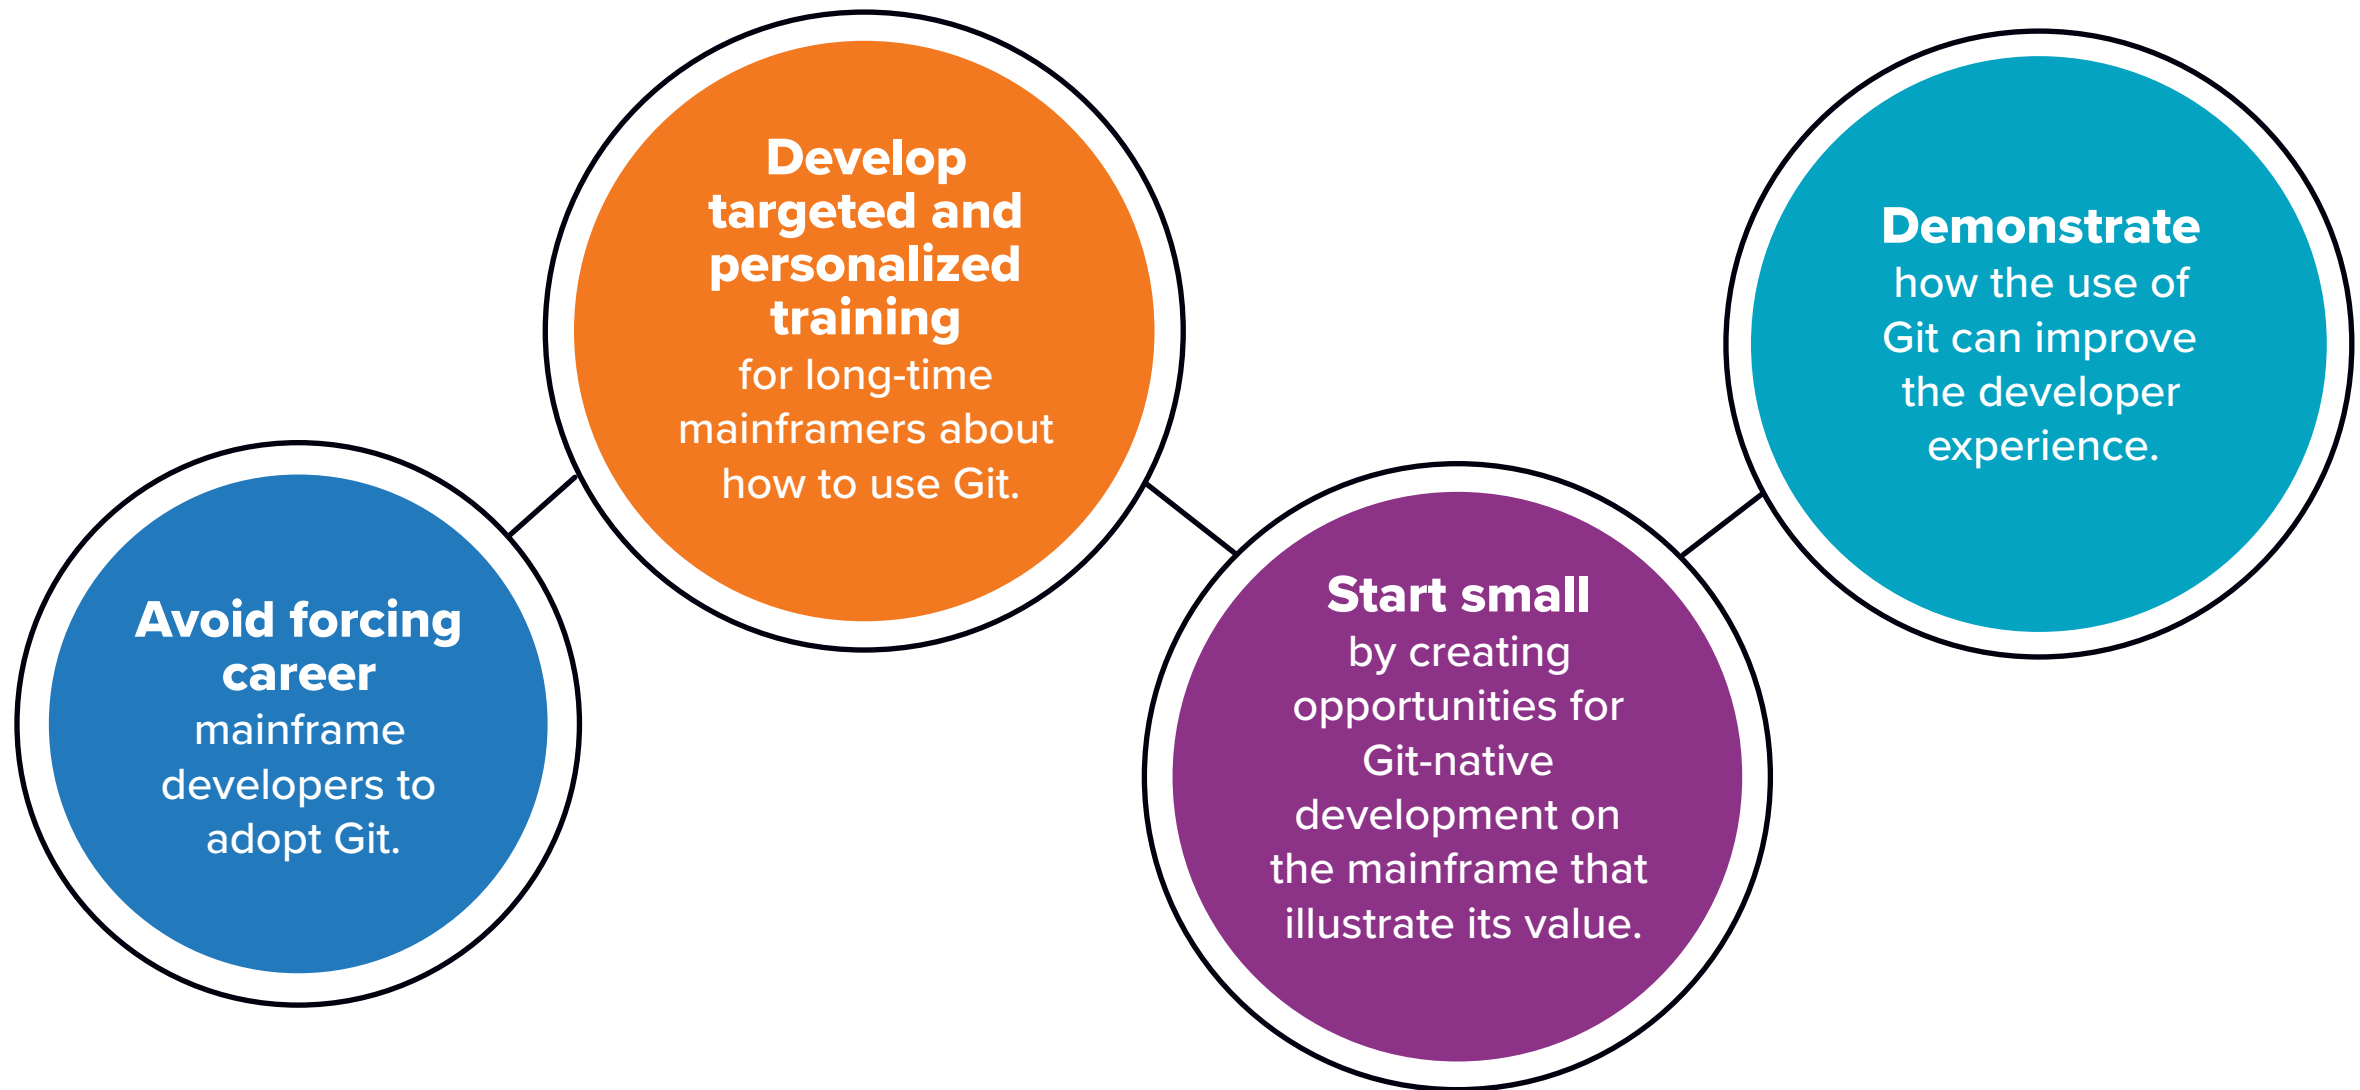 Avoid forcing
career
mainframe
developers to
adopt Git.
Develop
targeted and
personalized
training
for long-time
mainframers about
how to use Git.
Start small
by creating
opportunities for
Git-native
development on
the mainframe that
illustrate its value.
Demonstrate
how the use of
Git can improve
the developer
experience.